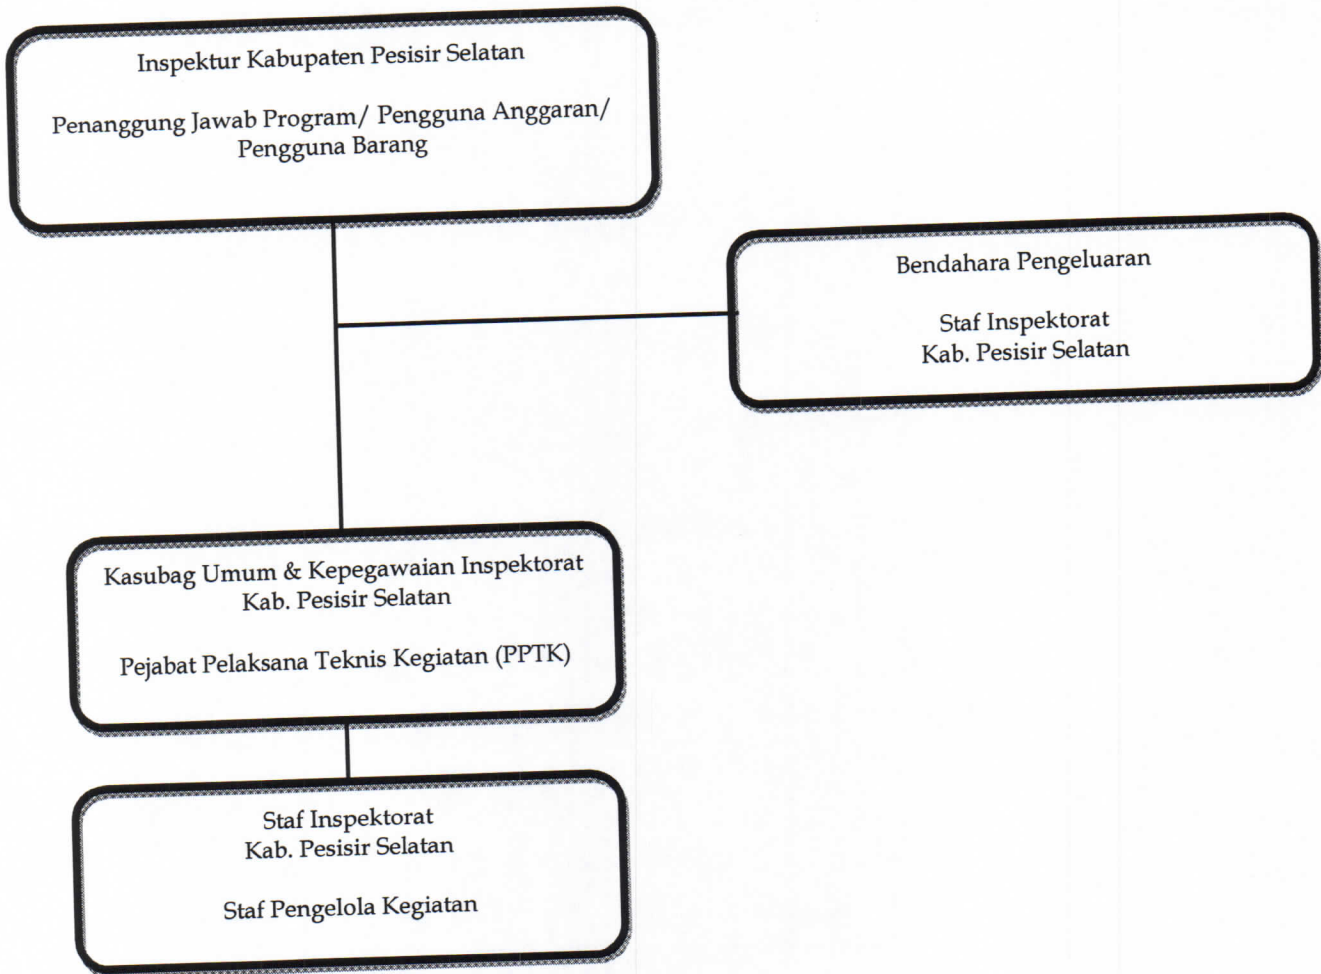 Inspektur Kabupaten Pesisir Selatan
Penanggung Jawab Program/ Pengguna Anggaran/
Pengguna Barang
Bendahara Pengeluaran
Staf Inspektorat
Kab. Pesisir Selatan
Kasubag Umum & Kepegawaian Inspektorat
Kab. Pesisir Selatan
Pejabat Pelaksana Teknis Kegiatan (PPTK)
Staf Inspektorat
Kab. Pesisir Selatan
Staf Pengelola Kegiatan